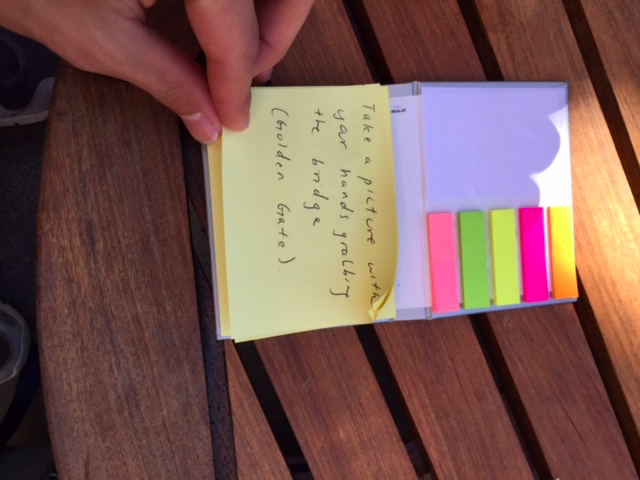 Take a picture with
your hands grabbing
the bridge
(Golden Gate)